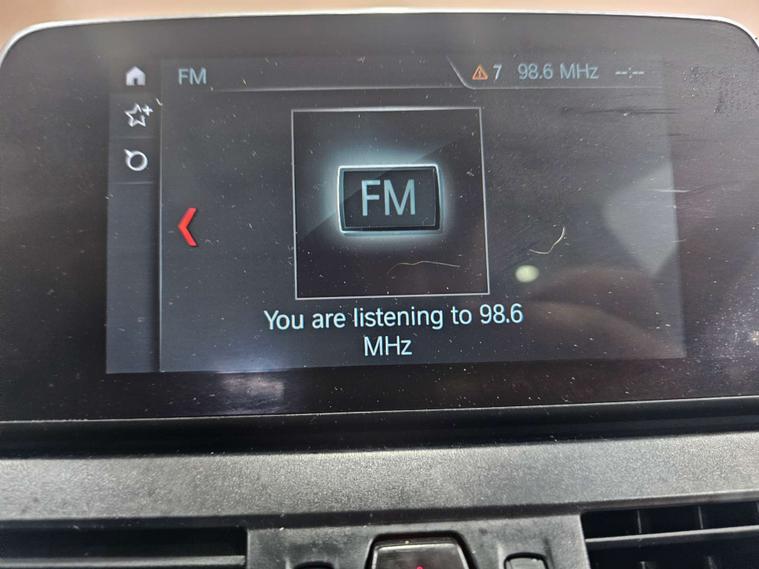 FM
7 98.6 MHz --:--
FM
You are listening to 98.6
MHz